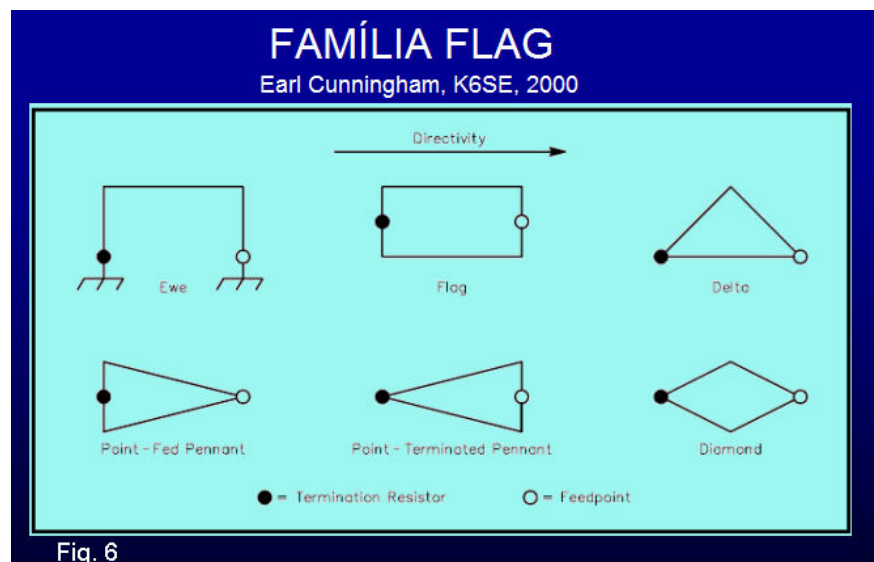 FAMÍLIA FLAG
Earl Cunningham, K6SE, 2000
Directivity
Ewe
Flag
Delta
Point-Fed Pennant
Point-Terminated Pennant
Diamond
= Termination Resistor
= Feedpoint
Fig. 6